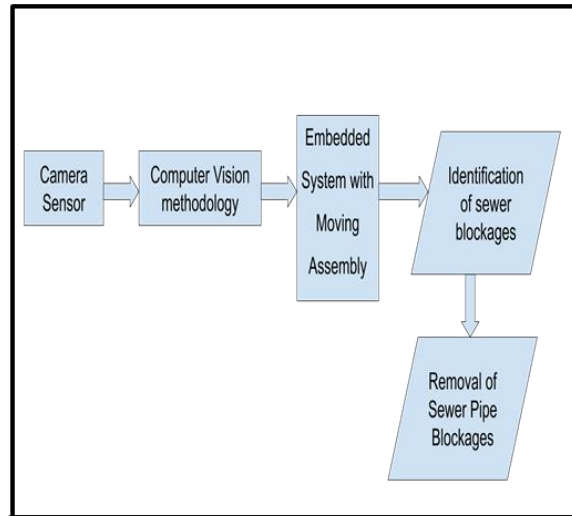 Camera
Sensor
Computer Vision
methodology
Embedded
System with
Moving
Assembly
Identification
of sewer
blockages
Removal of
Sewer Pipe
Blockages